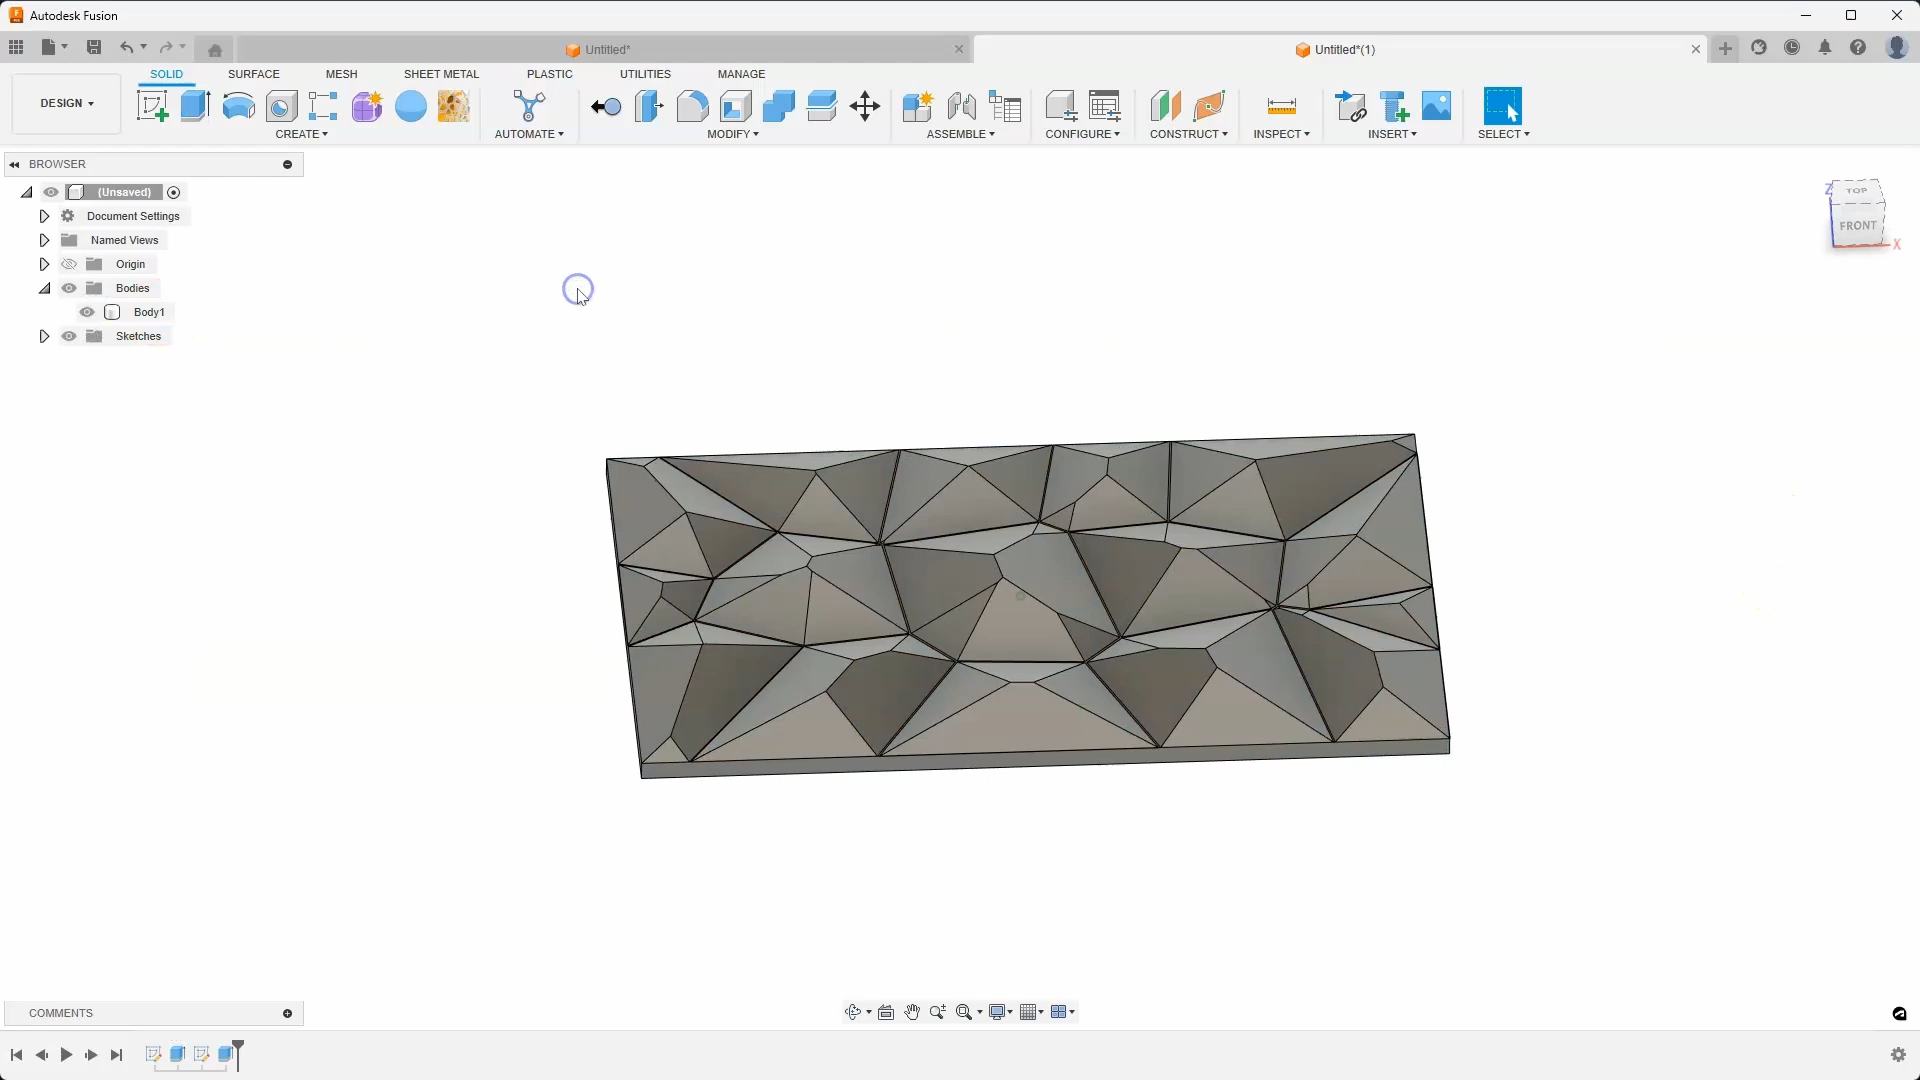 Autodesk Fusion
Untitled*
Untitled*(1)
SOLID
SURFACE
MESH
SHEET METAL
PLASTIC
UTILITIES
MANAGE
DESIGN
CREATE
AUTOMATE
MODIFY
ASSEMBLE
CONFIGURE
CONSTRUCT
INSPECT
INSERT
SELECT
BROWSER
(Unsaved)
Document Settings
Named Views
Origin
Bodies
Body1
Sketches
TOP
Z
FRONT
X
COMMENTS